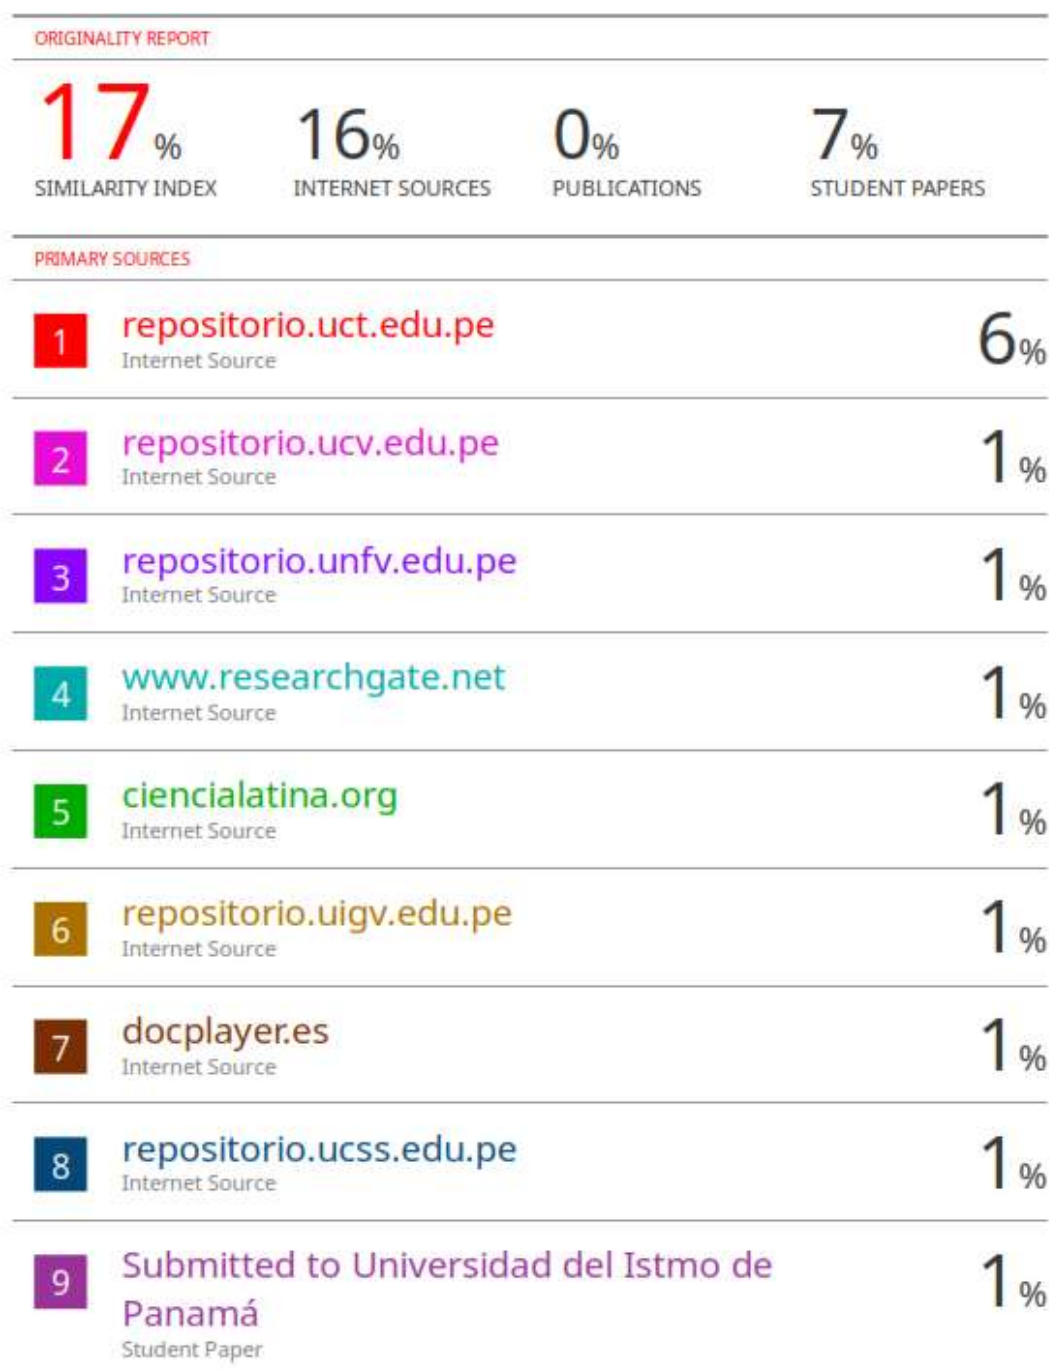 ORIGINALITY REPORT
17% 16% 0% 7%
SIMILARITY INDEX INTERNET SOURCES PUBLICATIONS STUDENT PAPERS
PRIMARY SOURCES
1 repositorio.uct.edu.pe 6%
Internet Source
2 repositorio.ucv.edu.pe 1%
Internet Source
3 repositorio.unfv.edu.pe 1%
Internet Source
4 www.researchgate.net 1%
Internet Source
5 ciencialatina.org 1%
Internet Source
6 repositorio.uigv.edu.pe 1%
Internet Source
7 docplayer.es 1%
Internet Source
8 repositorio.ucss.edu.pe 1%
Internet Source
9 Submitted to Universidad del Istmo de 1%
Panamá
Student Paper